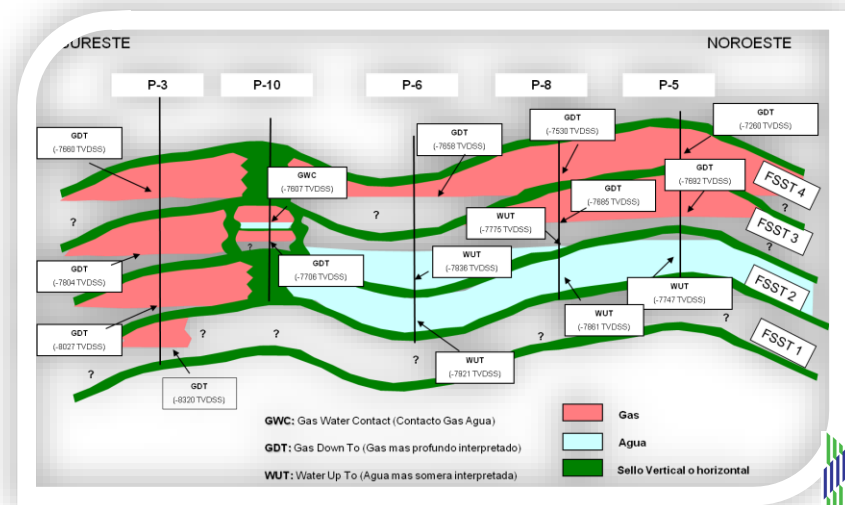 SURESTE
NOROESTE
P-3
P-10
P-6
P-8
P-5
GDT
(-7660 TVDSS)
GWC
(-7607 TVDSS)
GDT
(-7658 TVDSS)
GDT
(-7530 TVDSS)
GDT
(-7260 TVDSS)
GDT
(-7685 TVDSS)
GDT
(-7692 TVDSS)
FSST 4
?
?
?
FSST 3
?
WUT
(-7775 TVDSS)
WUT
(-7836 TVDSS)
?
GDT
(-7706 TVDSS)
GDT
(-7804 TVDSS)
FSST 2
WUT
(-7747 TVDSS)
WUT
(-7861 TVDSS)
GDT
(-8027 TVDSS)
?
?
?
?
FSST 1
?
?
WUT
(-7921 TVDSS)
GDT
(-8320 TVDSS)
GWC: Gas Water Contact (Contacto Gas Agua)
GDT: Gas Down To (Gas mas profundo interpretado)
WUT: Water Up To (Agua mas somera interpretada)
Gas
Agua
Sello Vertical o horizontal